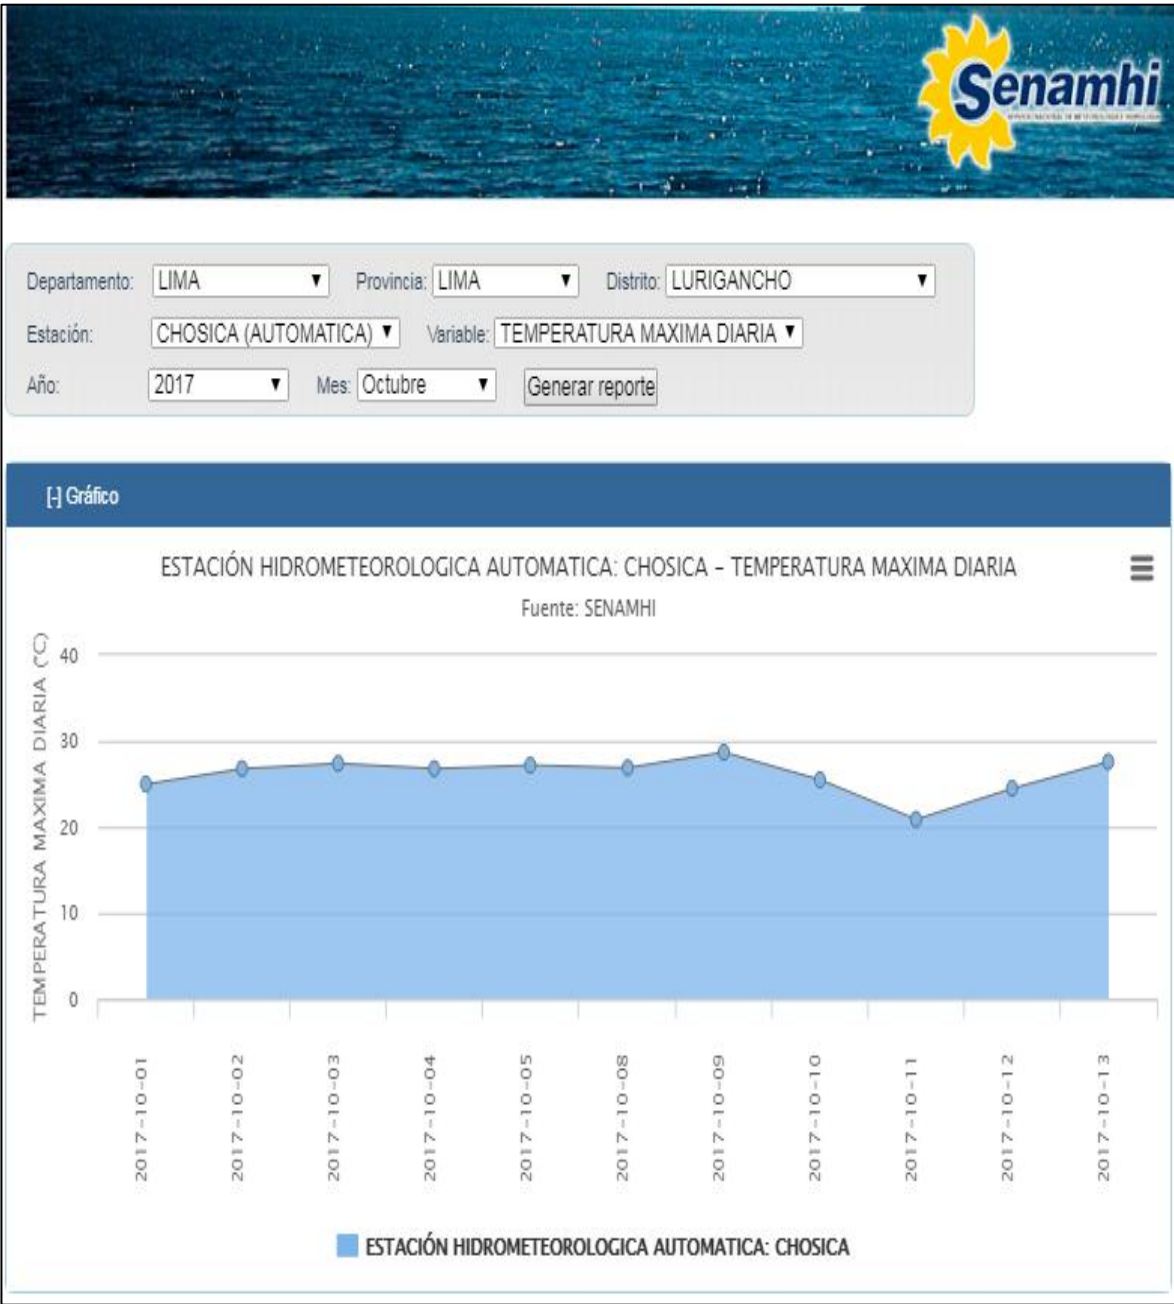 Senamhi
Departamento: LIMA Provincia: LIMA Distrito: LURIGANCHO
Estación: CHOSICA (AUTOMATICA) Variable: TEMPERATURA MAXIMA DIARIA
Año: 2017 Mes: Octubre Generar reporte
[-] Gráfico
ESTACIÓN HIDROMETEOROLOGICA AUTOMATICA: CHOSICA – TEMPERATURA MAXIMA DIARIA
Fuente: SENAMHI
TEMPERATURA MAXIMA DIARIA (°C)
40
30
20
10
0
2017-10-01
2017-10-02
2017-10-03
2017-10-04
2017-10-05
2017-10-08
2017-10-09
2017-10-10
2017-10-11
2017-10-12
2017-10-13
ESTACIÓN HIDROMETEOROLOGICA AUTOMATICA: CHOSICA